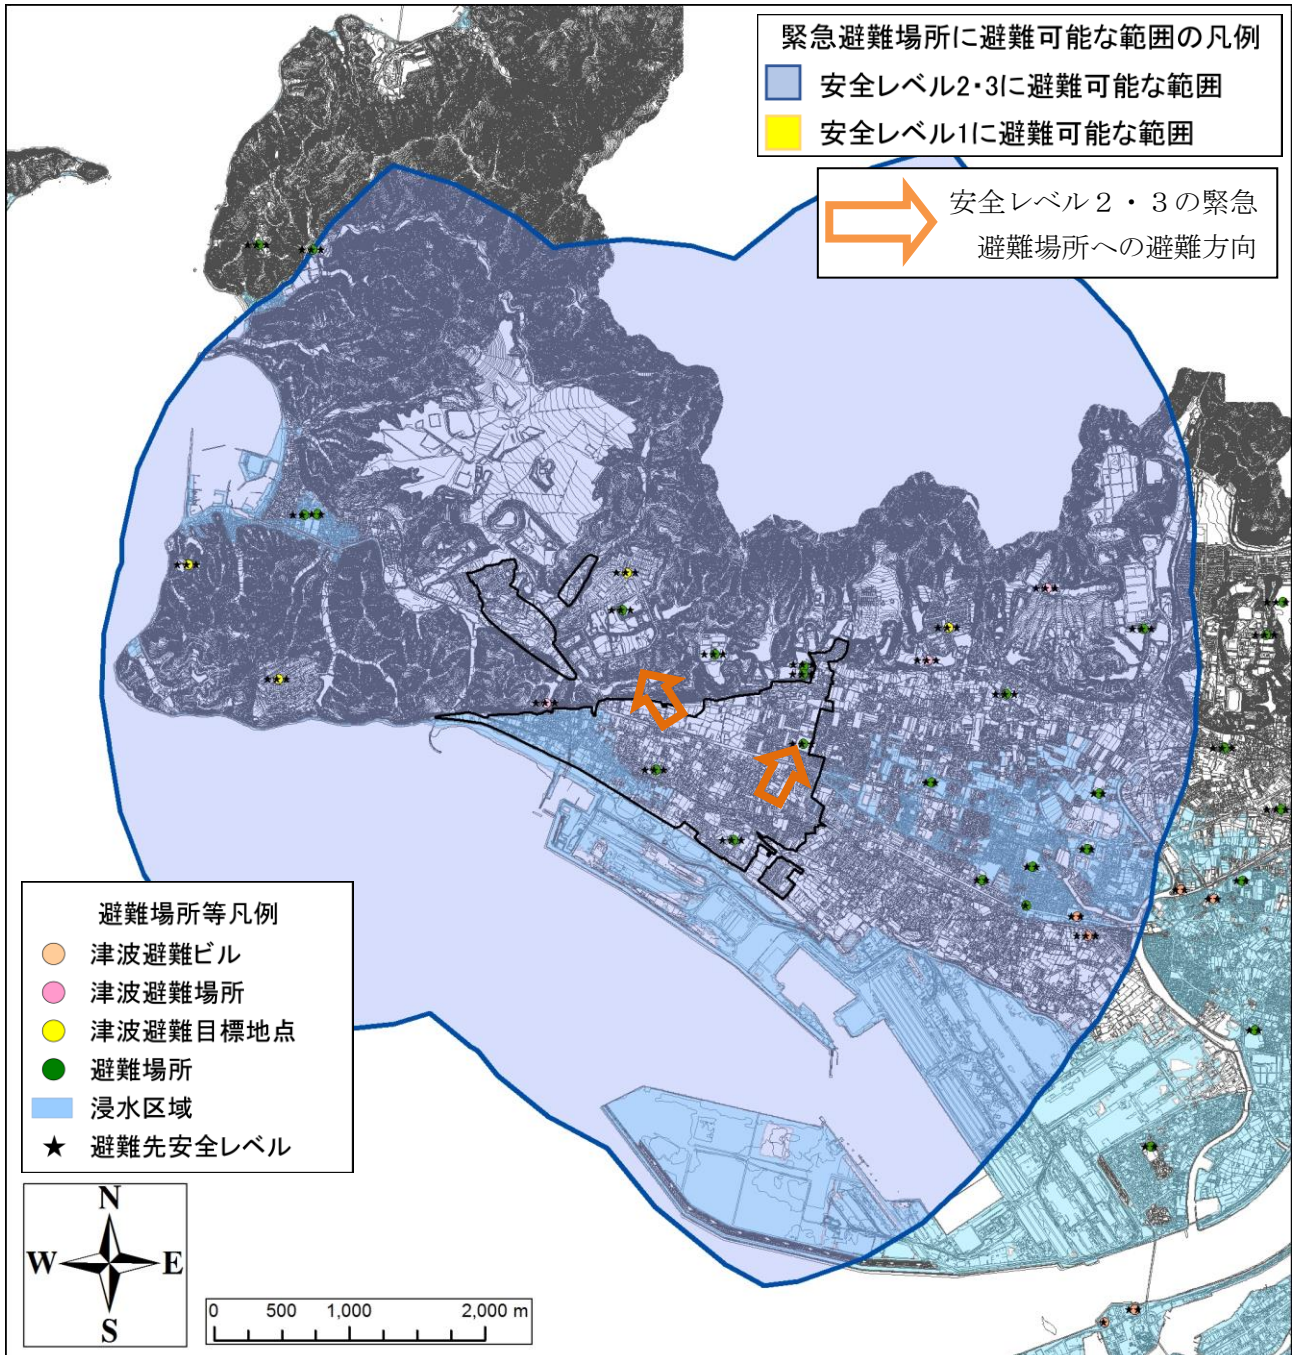 緊急避難場所に避難可能な範囲の凡例
安全レベル2・3に避難可能な範囲
安全レベル1に避難可能な範囲
安全レベル２・３の緊急
避難場所への避難方向
避難場所等凡例
津波避難ビル
津波避難場所
津波避難目標地点
避難場所
浸水区域
★ 避難先安全レベル
N
W E
S
0 500 1,000 2,000 m